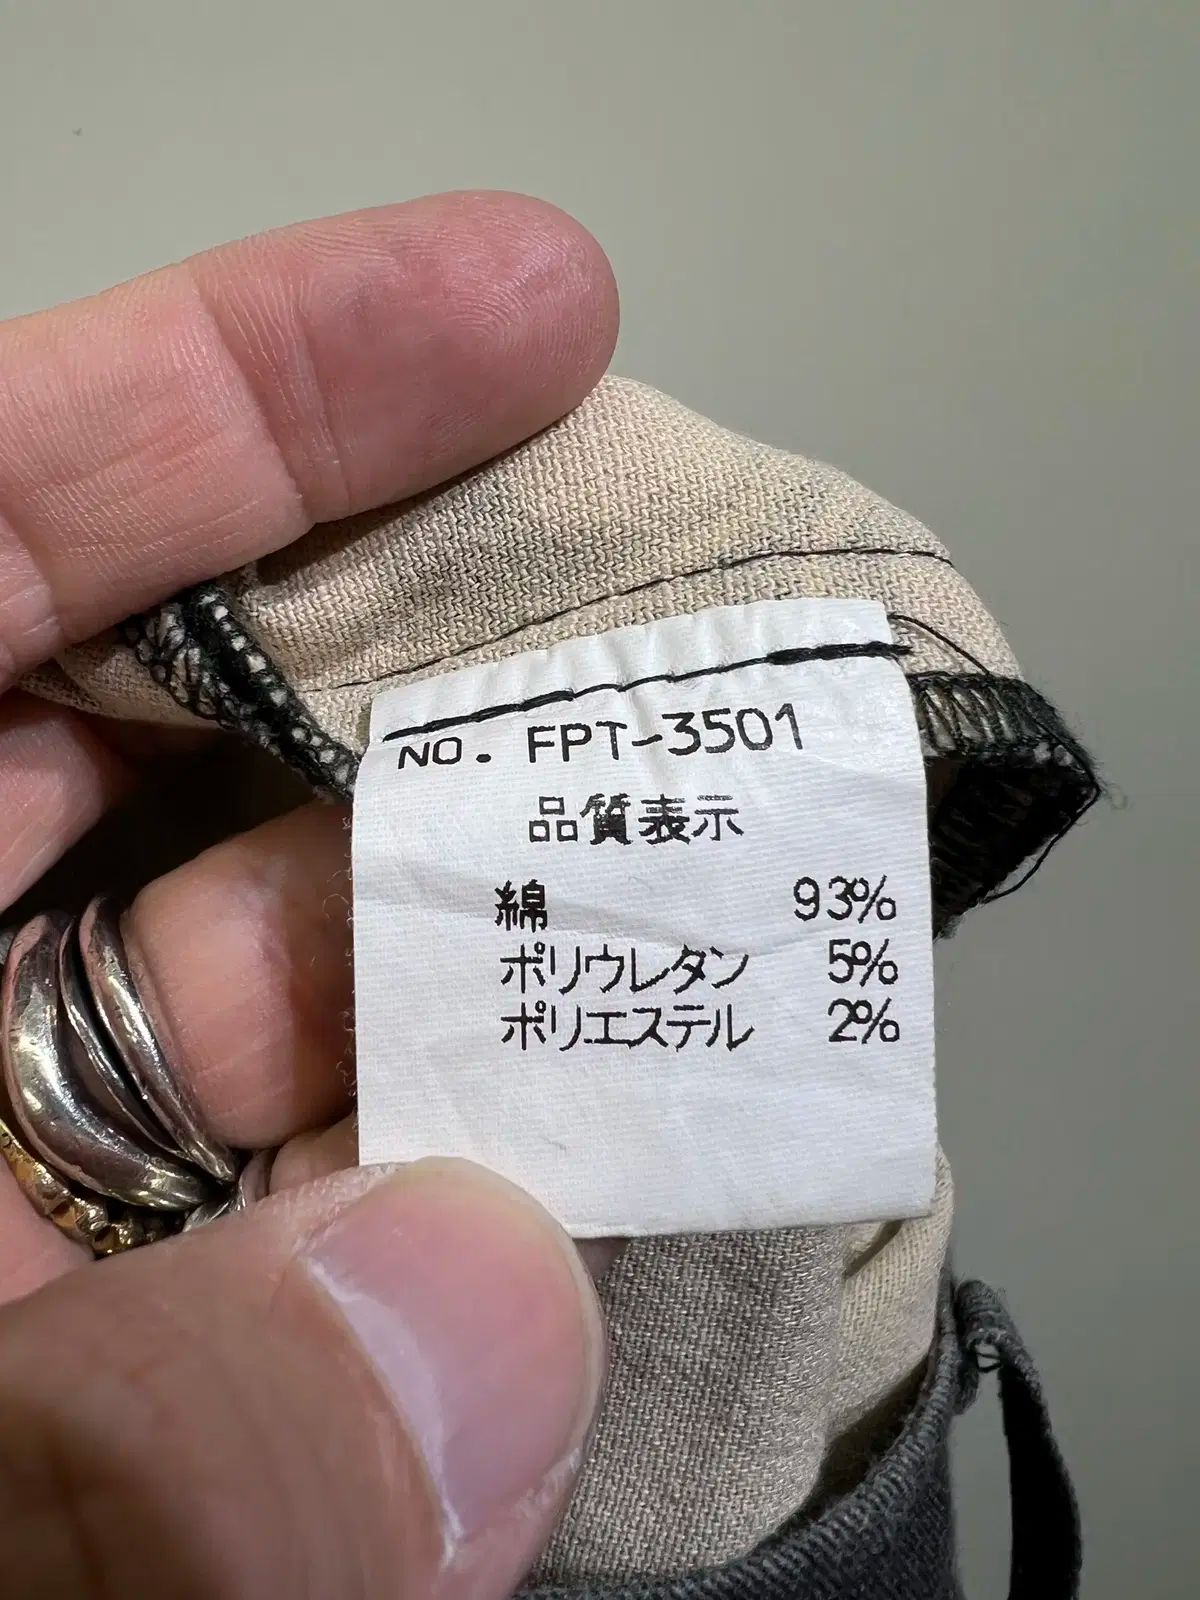 NO. FPT-3501
品質表示
綿 93%
ポリウレタン 5%
ポリエステル 2%